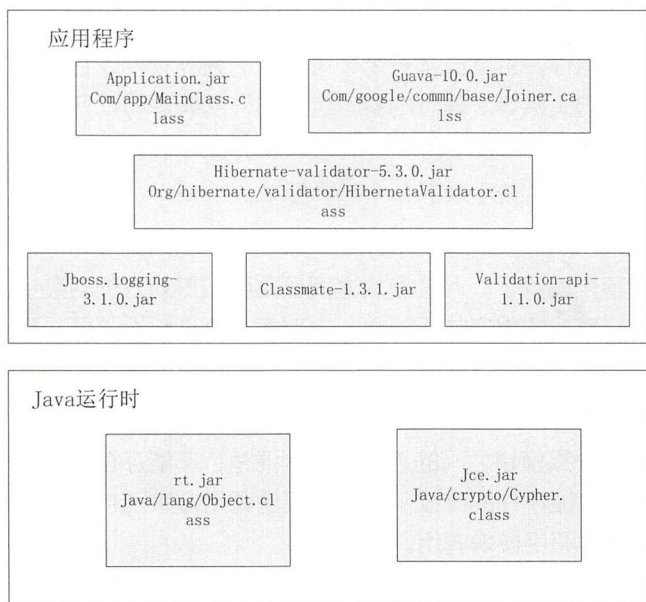 应用程序
Application.jar
Com/app/MainClass.c
lass
Guava-10.0.jar
Com/google/commn/base/Joiner.ca
lss
Hibernate-validator-5.3.0.jar
Org/hibernate/validator/HibernetaValidator.cl
ass
Jboss.logging-
3.1.0.jar
Classmate-1.3.1.jar
Validation-api-
1.1.0.jar
Java运行时
rt.jar
Java/lang/Object.cl
ass
Jce.jar
Java/crypto/Cypher.
class